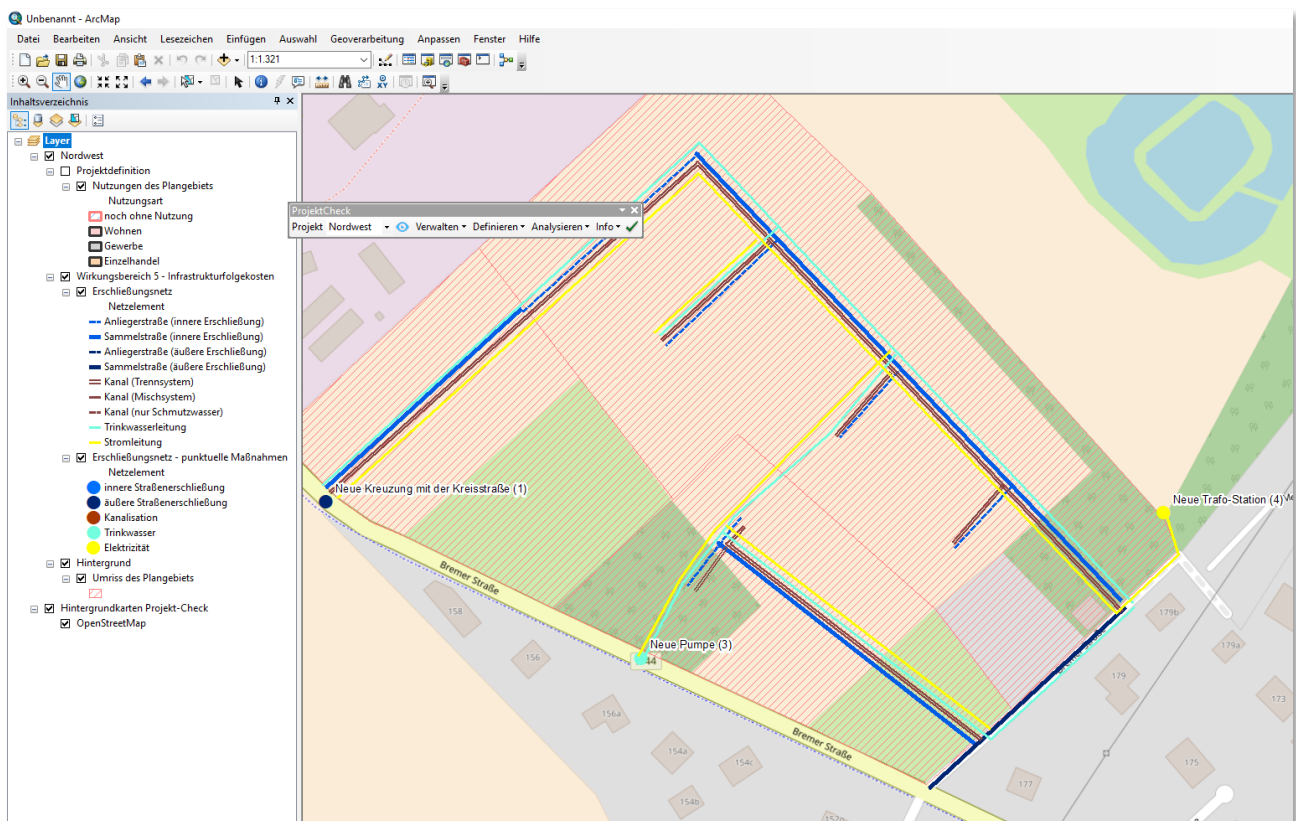 Unbenannt - ArcMap
Datei Bearbeiten Ansicht Lesezeichen Einfügen Auswahl Geoverarbeitung Anpassen Fenster Hilfe
1:1.321
Inhaltsverzeichnis
Layer
Nordwest
Projektdefinition
Nutzungen des Plangebiets
Nutzungsart
noch ohne Nutzung
Wohnen
Gewerbe
Einzelhandel
Wirkungsbereich 5 - Infrastrukturfolgekosten
Erschließungsnetz
Netzelement
Anliegerstraße (innere Erschließung)
Sammelstraße (innere Erschließung)
Anliegerstraße (äußere Erschließung)
Sammelstraße (äußere Erschließung)
Kanal (Trennsystem)
Kanal (Mischsystem)
Kanal (nur Schmutzwasser)
Trinkwasserleitung
Stromleitung
Erschließungsnetz - punktuelle Maßnahmen
Netzelement
innere Straßenerschließung
äußere Straßenerschließung
Kanalisation
Trinkwasser
Elektrizität
Hintergrund
Umriss des Plangebiets
Hintergrundkarten Projekt-Check
OpenStreetMap
ProjektCheck
Projekt Nordwest Verwalten Definieren Analysieren Info
Neue Kreuzung mit der Kreisstraße (1)
Neue Trafo-Station (4)
Bremer Straße
158
179b
Neue Pumpe (3)
44
156
179a
179
173
156a
Bremer Straße
154a
154c
175
177
154b